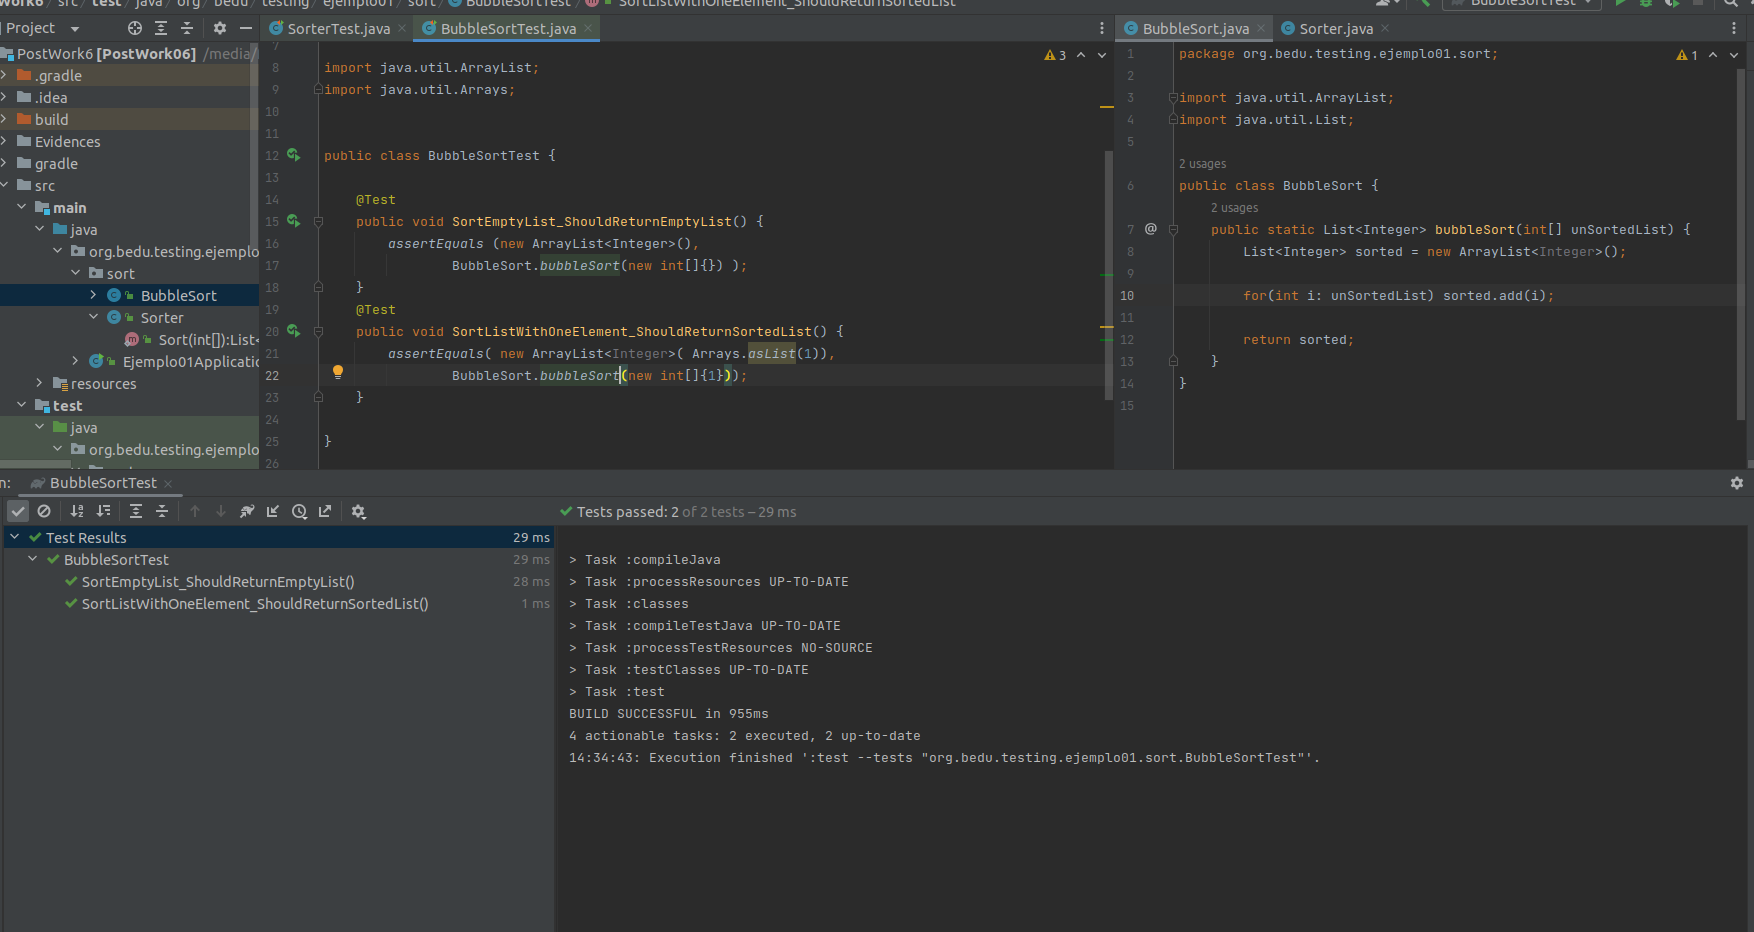 src / test / java / org / bedu / testing / ejemplo01 / sort / BubbleSortTest / SortListWithOneElement_ShouldReturnSortedList
BubbleSortTest
Project
PostWork6 [PostWork06] /media/
.gradle
.idea
build
Evidences
gradle
src
main
java
org.bedu.testing.ejemplo
sort
BubbleSort
Sorter
Sort(int[]):List<
Ejemplo01Applicatio
resources
test
java
org.bedu.testing.ejemplo
SorterTest.java
BubbleSortTest.java
3
7
8 import java.util.ArrayList;
9 import java.util.Arrays;
10
11
12 public class BubbleSortTest {
13
14 @Test
15 public void SortEmptyList_ShouldReturnEmptyList() {
16 assertEquals (new ArrayList<Integer>(),
17 BubbleSort.bubbleSort(new int[]{}) );
18 }
19 @Test
20 public void SortListWithOneElement_ShouldReturnSortedList() {
21 assertEquals( new ArrayList<Integer>( Arrays.asList(1)),
22 BubbleSort.bubbleSort(new int[]{1}));
23 }
24
25 }
26
BubbleSort.java
Sorter.java
1
1 package org.bedu.testing.ejemplo01.sort;
2
3 import java.util.ArrayList;
4 import java.util.List;
5
2 usages
6 public class BubbleSort {
2 usages
7 @ public static List<Integer> bubbleSort(int[] unSortedList) {
8 List<Integer> sorted = new ArrayList<Integer>();
9
10 for(int i: unSortedList) sorted.add(i);
11
12 return sorted;
13 }
14 }
15
n: BubbleSortTest
Tests passed: 2 of 2 tests – 29 ms
Test Results 29 ms
BubbleSortTest 29 ms
SortEmptyList_ShouldReturnEmptyList() 28 ms
SortListWithOneElement_ShouldReturnSortedList() 1 ms
> Task :compileJava
> Task :processResources UP-TO-DATE
> Task :classes
> Task :compileTestJava UP-TO-DATE
> Task :processTestResources NO-SOURCE
> Task :testClasses UP-TO-DATE
> Task :test
BUILD SUCCESSFUL in 955ms
4 actionable tasks: 2 executed, 2 up-to-date
14:34:43: Execution finished ':test --tests "org.bedu.testing.ejemplo01.sort.BubbleSortTest"'.